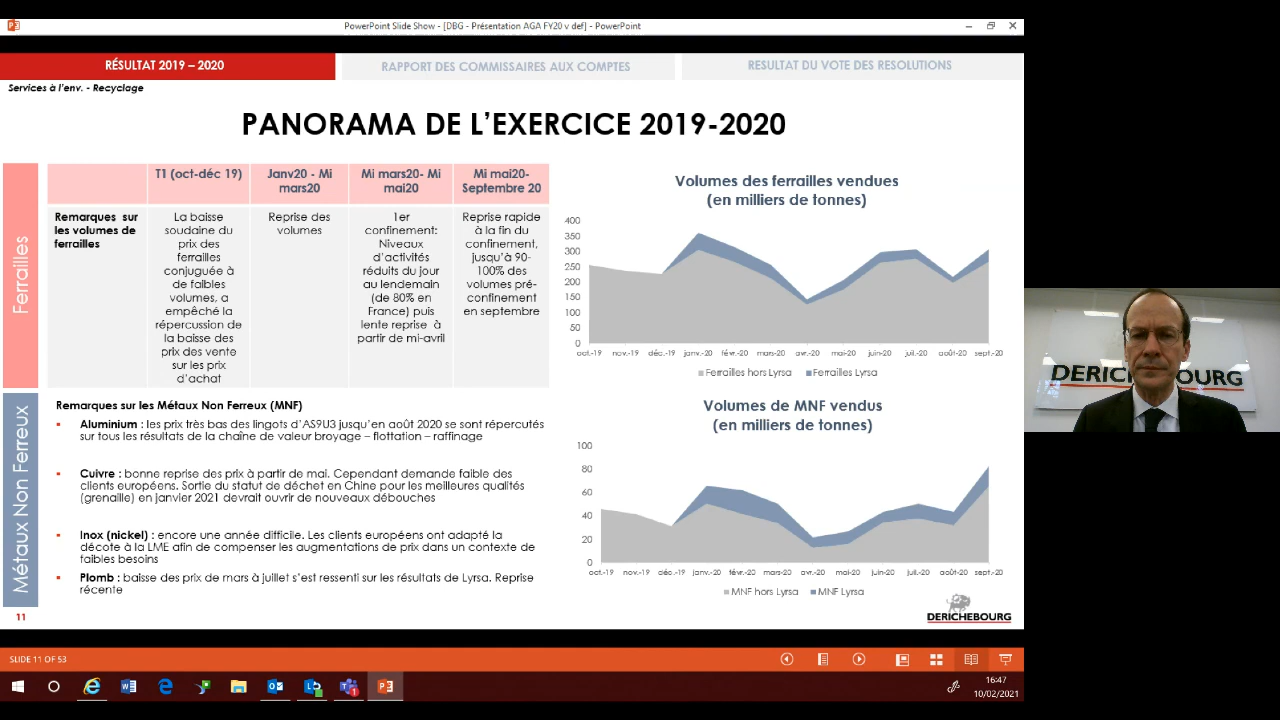 PowerPoint Slide Show - [DBG - Présentation AGA FY20 v def] - PowerPoint
RÉSULTAT 2019 – 2020
RAPPORT DES COMMISSAIRES AUX COMPTES
RESULTAT DU VOTE DES RESOLUTIONS
Services à l'env. - Recyclage
PANORAMA DE L'EXERCICE 2019-2020
Ferrailles
T1 (oct-déc 19)
Janv20 - Mi
mars20
Mi mars20- Mi
mai20
Mi mai20-
Septembre 20
Remarques sur
les volumes de
ferrailles
La baisse
soudaine du
prix des
ferrailles
conjuguée à
de faibles
volumes, a
empêché la
répercussion de
la baisse des
prix des vente
sur les prix
d'achat
Reprise des
volumes
1er
confinement:
Niveaux
d'activités
réduits du jour
au lendemain
(de 80% en
France) puis
lente reprise à
partir de mi-avril
Reprise rapide
à la fin du
confinement,
jusqu'à 90-
100% des
volumes pré-
confinement
en septembre
Volumes des ferrailles vendues
(en milliers de tonnes)
400
350
300
250
200
150
100
50
0
oct.-19 nov.-19 déc.-19 janv.-20 févr.-20 mars-20 avr.-20 mai-20 juin-20 juil.-20 août-20 sept.-20
Ferrailles hors Lyrsa Ferrailles Lyrsa
Métaux Non Ferreux
Remarques sur les Métaux Non Ferreux (MNF)
▪ Aluminium : les prix très bas des lingots d'AS9U3 jusqu'en août 2020 se sont répercutés
sur tous les résultats de la chaîne de valeur broyage – flottation – raffinage
▪ Cuivre : bonne reprise des prix à partir de mai. Cependant demande faible des
clients européens. Sortie du statut de déchet en Chine pour les meilleures qualités
(grenaille) en janvier 2021 devrait ouvrir de nouveaux débouches
▪ Inox (nickel) : encore une année difficile. Les clients européens ont adapté la
décote à la LME afin de compenser les augmentations de prix dans un contexte de
faibles besoins
▪ Plomb : baisse des prix de mars à juillet s'est ressenti sur les résultats de Lyrsa. Reprise
récente
Volumes de MNF vendus
(en milliers de tonnes)
100
80
60
40
20
0
oct.-19 nov.-19 déc.-19 janv.-20 févr.-20 mars-20 avr.-20 mai-20 juin-20 juil.-20 août-20 sept.-20
MNF hors Lyrsa MNF Lyrsa
11
DERICHEBOURG
SLIDE 11 OF 53
16:47
10/02/2021